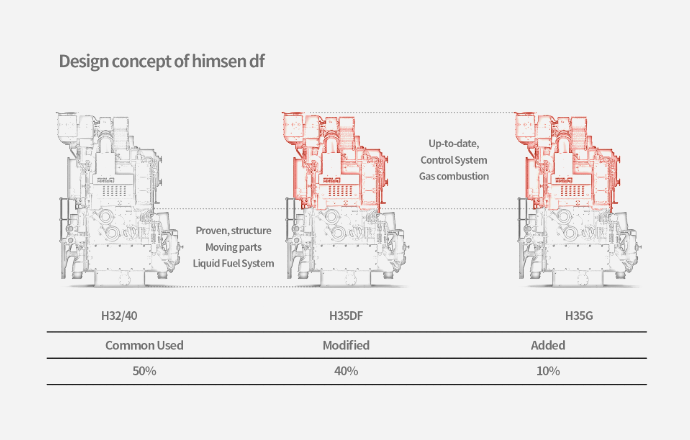 Design concept of himsen df
Up-to-date,
Control System
Gas combustion
Proven, structure
Moving parts
Liquid Fuel System
H32/40
H35DF
H35G
Common Used
Modified
Added
50%
40%
10%